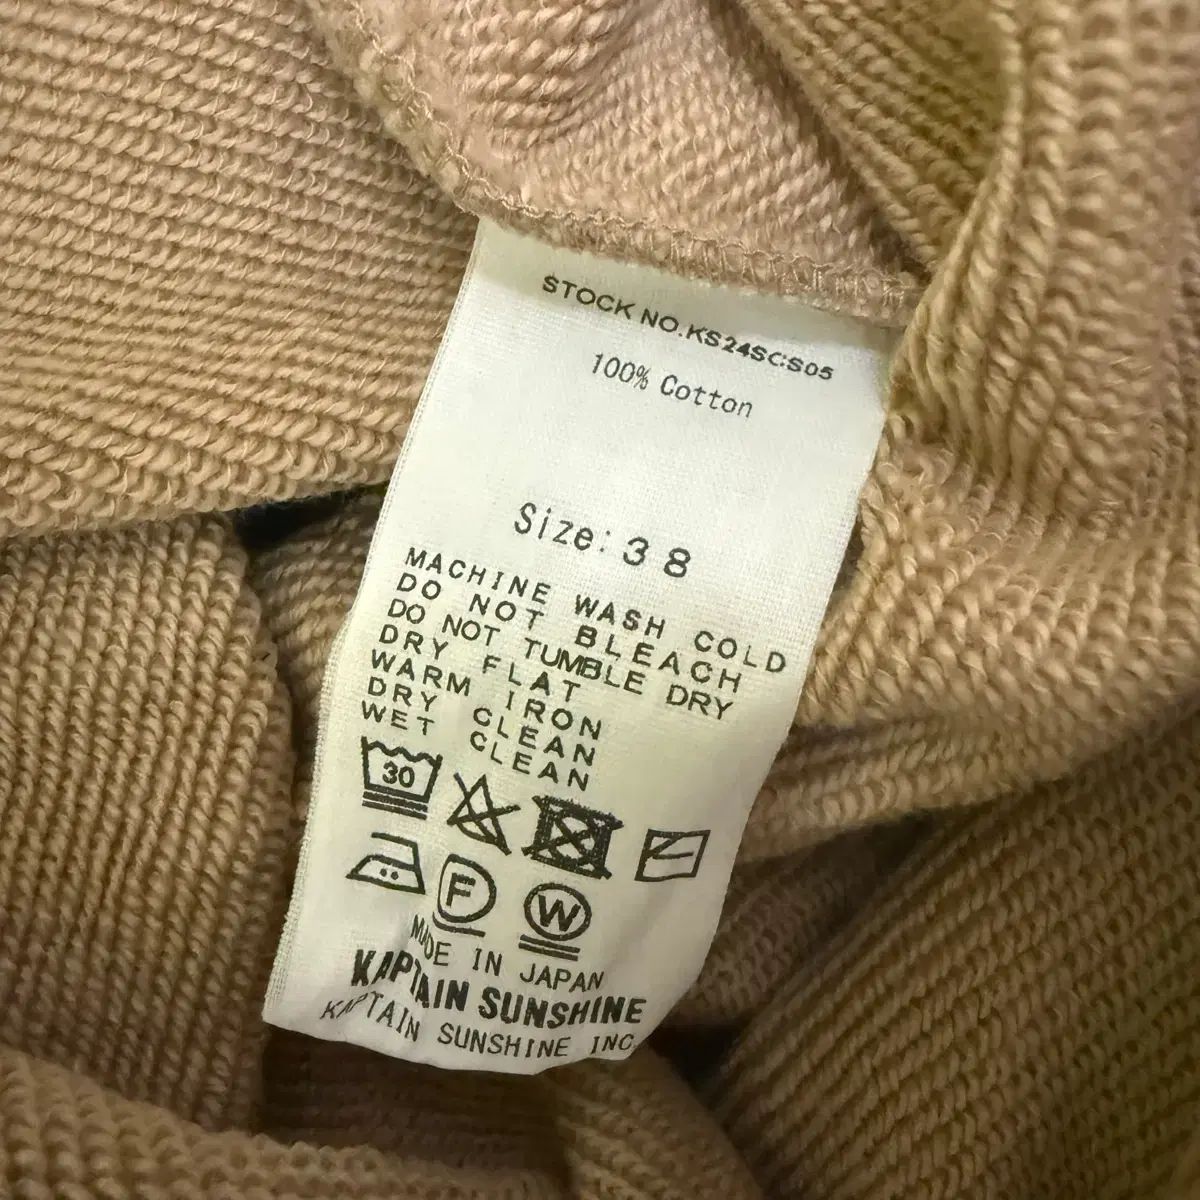 STOCK NO.KS24SCS05
100% Cotton
Size:38
MACHINE WASH COLD
DO NOT BLEACH
DO NOT TUMBLE DRY
DRY FLAT
WARM IRON
DRY CLEAN
WET CLEAN
30
F
W
MADE IN JAPAN
KAPTAIN SUNSHINE
KAPTAIN SUNSHINE INC.